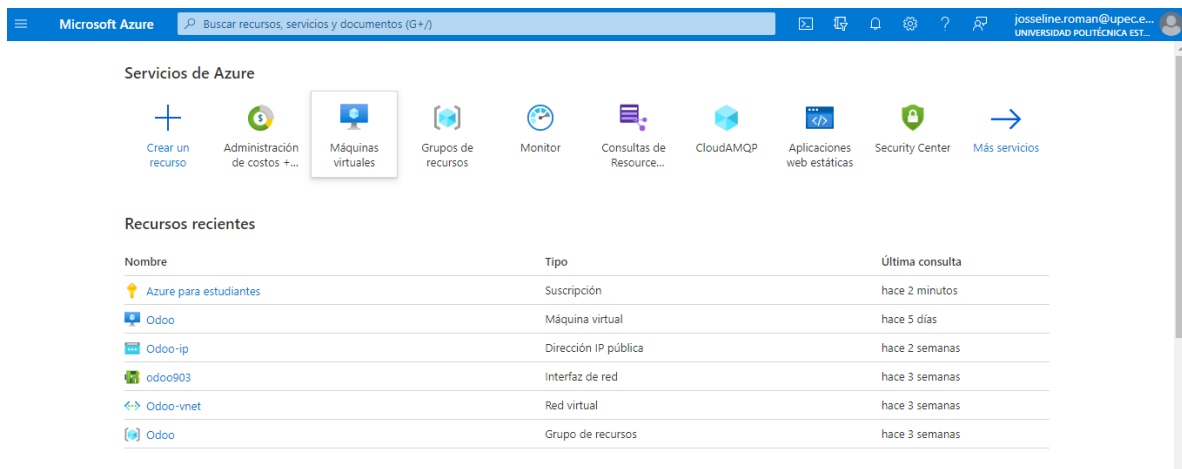 Microsoft Azure
Buscar recursos, servicios y documentos (G+/)
josseline.roman@upec.e...
UNIVERSIDAD POLITÉCNICA EST...
Servicios de Azure
Crear un
recurso
Administración
de costos +...
Máquinas
virtuales
Grupos de
recursos
Monitor
Consultas de
Resource...
CloudAMQP
Aplicaciones
web estáticas
Security Center
Más servicios
Recursos recientes
Nombre Tipo Última consulta
Azure para estudiantes Suscripción hace 2 minutos
Odoo Máquina virtual hace 5 días
Odoo-ip Dirección IP pública hace 2 semanas
odoo903 Interfaz de red hace 3 semanas
Odoo-vnet Red virtual hace 3 semanas
Odoo Grupo de recursos hace 3 semanas